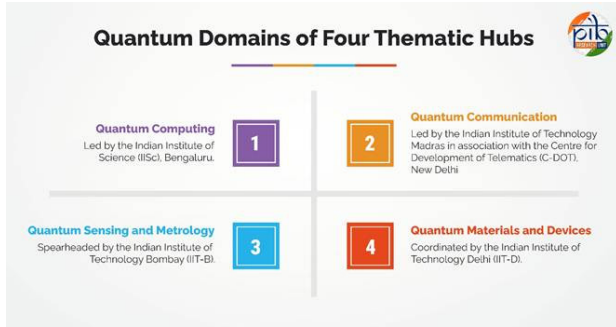 Quantum Domains of Four Thematic Hubs
pib
RESEARCH UNIT
Quantum Computing
Led by the Indian Institute of
Science (IISc), Bengaluru.
1
2
Quantum Communication
Led by the Indian Institute of Technology
Madras in association with the Centre for
Development of Telematics (C-DOT),
New Delhi
Quantum Sensing and Metrology
Spearheaded by the Indian Institute of
Technology Bombay (IIT-B).
3
4
Quantum Materials and Devices
Coordinated by the Indian Institute of
Technology Delhi (IIT-D).